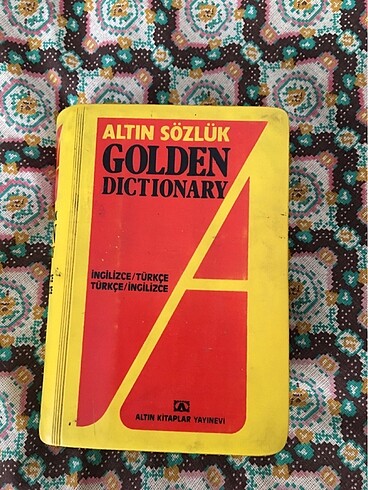 ALTIN SÖZLÜK
GOLDEN
DICTIONARY
İNGİLİZCE/TÜRKÇE
TÜRKÇE/İNGİLİZCE
ALTIN KİTAPLAR YAYINEVİ